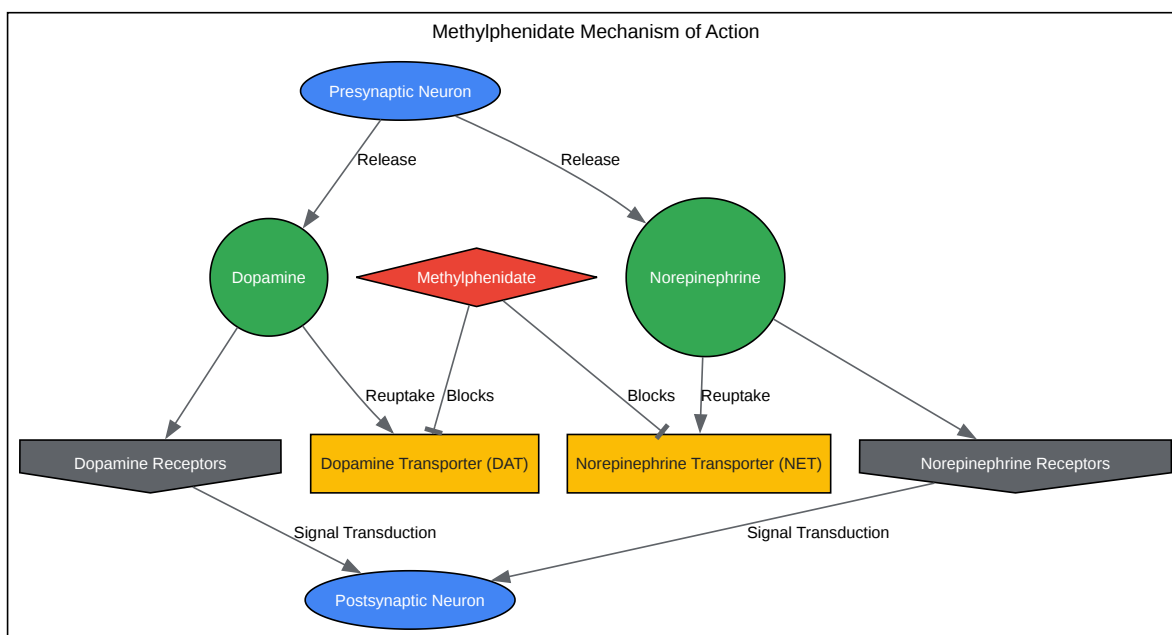 Methylphenidate Mechanism of Action
Presynaptic Neuron
Release
Release
Dopamine
Methylphenidate
Norepinephrine
Reuptake
Blocks
Blocks
Reuptake
Dopamine Receptors
Dopamine Transporter (DAT)
Norepinephrine Transporter (NET)
Norepinephrine Receptors
Signal Transduction
Signal Transduction
Postsynaptic Neuron